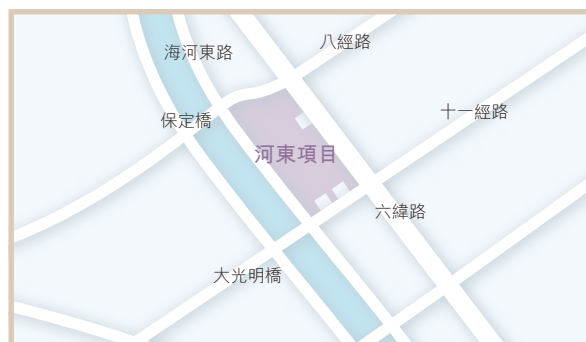 八經路
海河東路
十一經路
保定橋
河東項目
六緯路
大光明橋